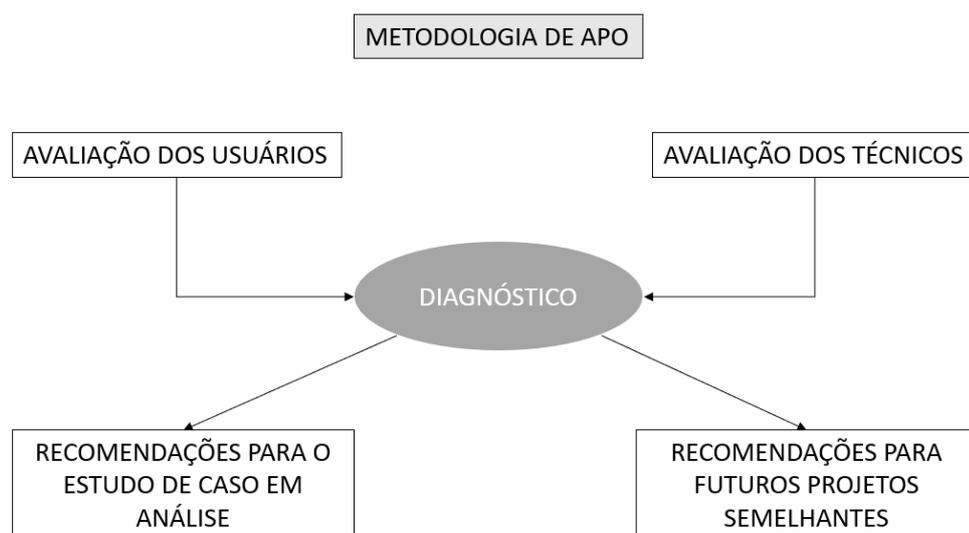 METODOLOGIA DE APO
AVALIAÇÃO DOS USUÁRIOS
AVALIAÇÃO DOS TÉCNICOS
DIAGNÓSTICO
RECOMENDAÇÕES PARA O
ESTUDO DE CASO EM
ANÁLISE
RECOMENDAÇÕES PARA
FUTUROS PROJETOS
SEMELHANTES